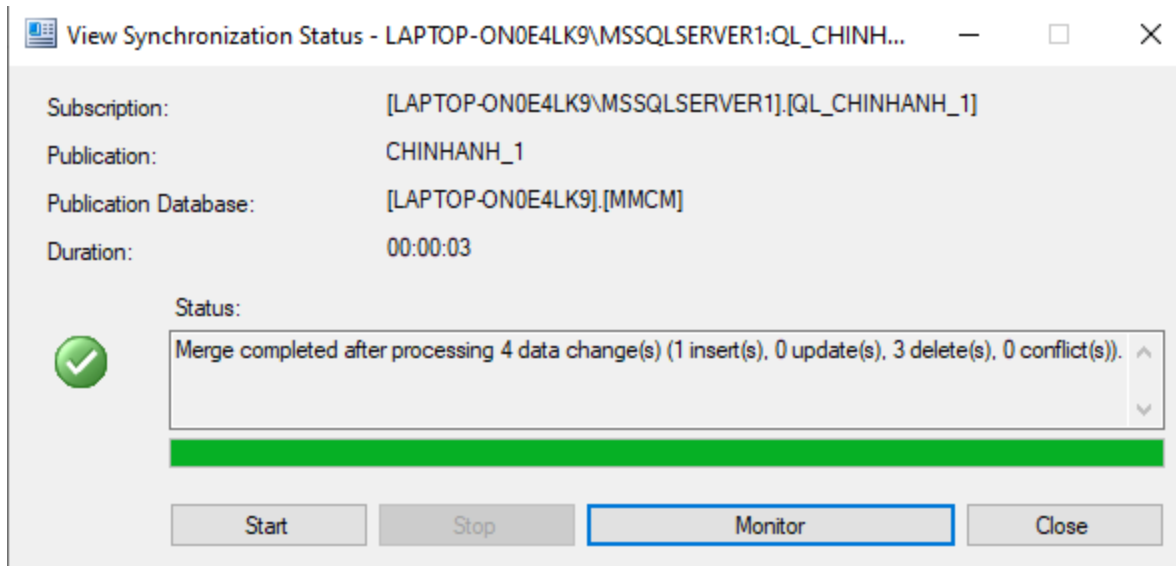 View Synchronization Status - LAPTOP-ON0E4LK9\MSSQLSERVER1:QL_CHINH...
Subscription: [LAPTOP-ON0E4LK9\MSSQLSERVER1].[QL_CHINHANH_1]
Publication: CHINHANH_1
Publication Database: [LAPTOP-ON0E4LK9].[MMCM]
Duration: 00:00:03
Status:
Merge completed after processing 4 data change(s) (1 insert(s), 0 update(s), 3 delete(s), 0 conflict(s)).
Start Stop Monitor Close